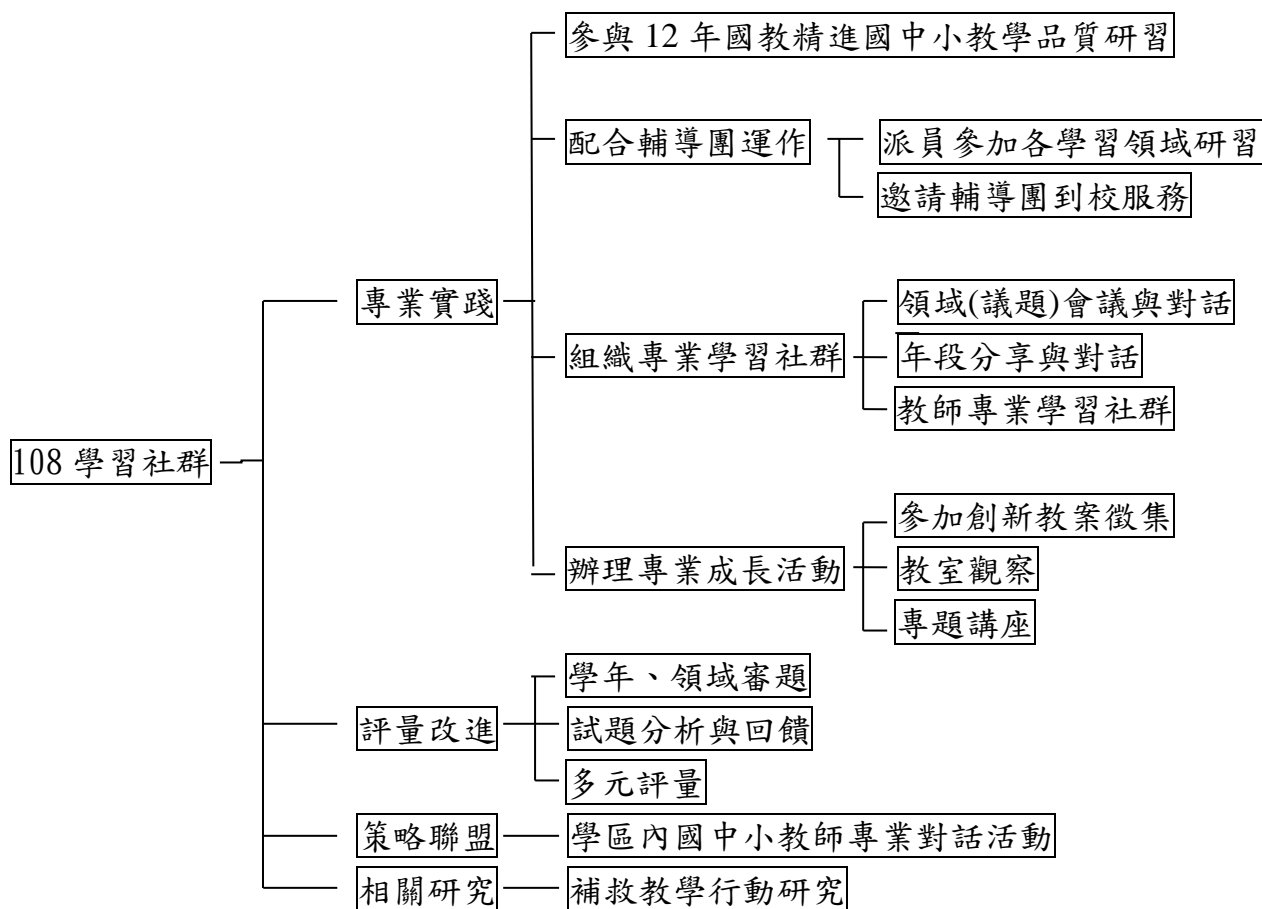 參與 12 年國教精進國中小教學品質研習
配合輔導團運作
派員參加各學習領域研習
邀請輔導團到校服務
專業實踐
領域(議題)會議與對話
組織專業學習社群
年段分享與對話
教師專業學習社群
108 學習社群
參加創新教案徵集
辦理專業成長活動
教室觀察
專題講座
學年、領域審題
評量改進
試題分析與回饋
多元評量
策略聯盟
學區內國中小教師專業對話活動
相關研究
補救教學行動研究